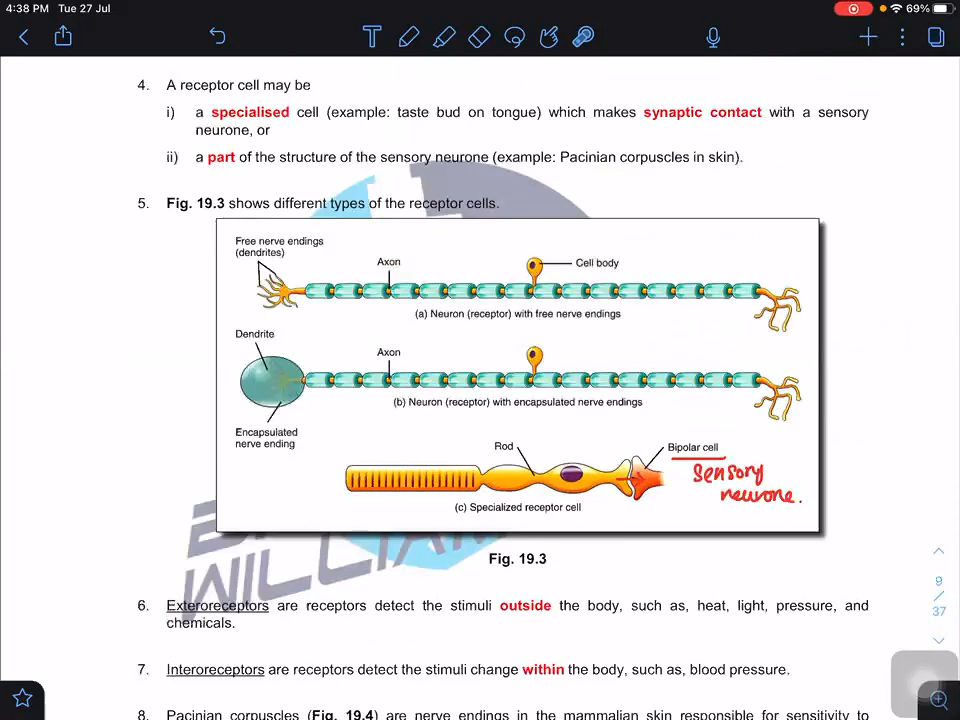 4:38 PM Tue 27 Jul
69%
4. A receptor cell may be
i) a specialised cell (example: taste bud on tongue) which makes synaptic contact with a sensory
neurone, or
ii) a part of the structure of the sensory neurone (example: Pacinian corpuscles in skin).
5. Fig. 19.3 shows different types of the receptor cells.
Free nerve endings
(dendrites)
Axon
Cell body
(a) Neuron (receptor) with free nerve endings
Dendrite
Axon
(b) Neuron (receptor) with encapsulated nerve endings
Encapsulated
nerve ending
Rod
Bipolar cell
sensory
neurone.
(c) Specialized receptor cell
Fig. 19.3
WILLIAM
6. Exteroreceptors are receptors detect the stimuli outside the body, such as, heat, light, pressure, and
chemicals.
7. Interoreceptors are receptors detect the stimuli change within the body, such as, blood pressure.
8. Pacinian corpuscles (Fig. 19.4) are nerve endings in the mammalian skin responsible for sensitivity to
9
/
37